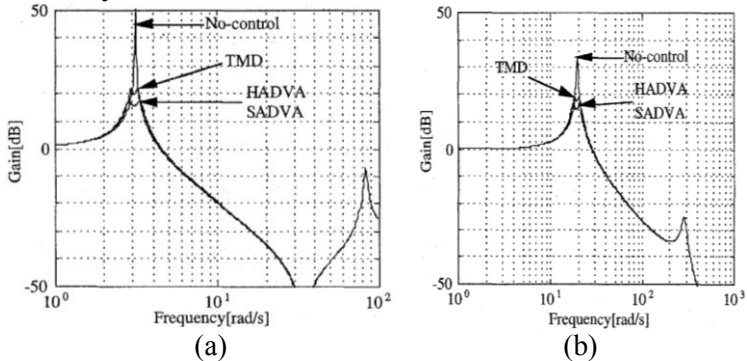 50
No-control
TMD
HADVA
SADVA
0
-50
Gain[dB]
10^0
10^1
10^2
Frequency[rad/s]
(a)
50
No-control
TMD
HADVA
SADVA
0
-50
Gain[dB]
10^0
10^1
10^2
10^3
Frequency[rad/s]
(b)